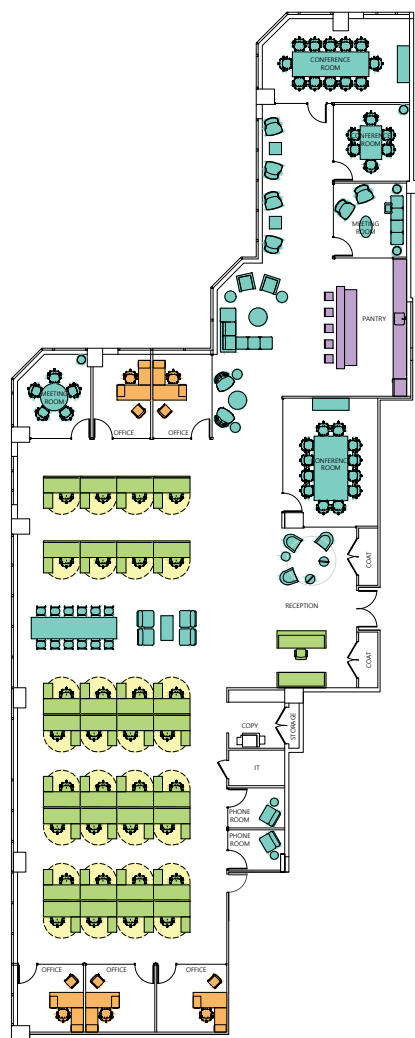 CONFERENCE
ROOM
CONFERENCE
ROOM
MEETING
ROOM
PANTRY
MEETING
ROOM
OFFICE
OFFICE
CONFERENCE
ROOM
COAT
RECEPTION
COAT
COPY
STORAGE
IT
PHONE
ROOM
PHONE
ROOM
OFFICE
OFFICE
OFFICE